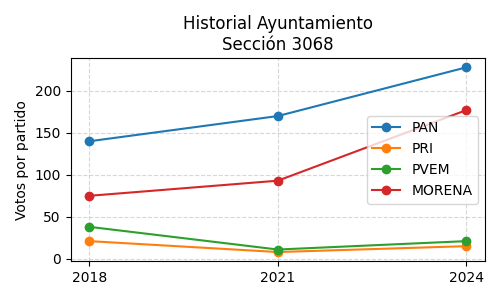 Historial Ayuntamiento
Sección 3068
Votos por partido
200
150
100
50
0
2018
2021
2024
PAN
PRI
PVEM
MORENA